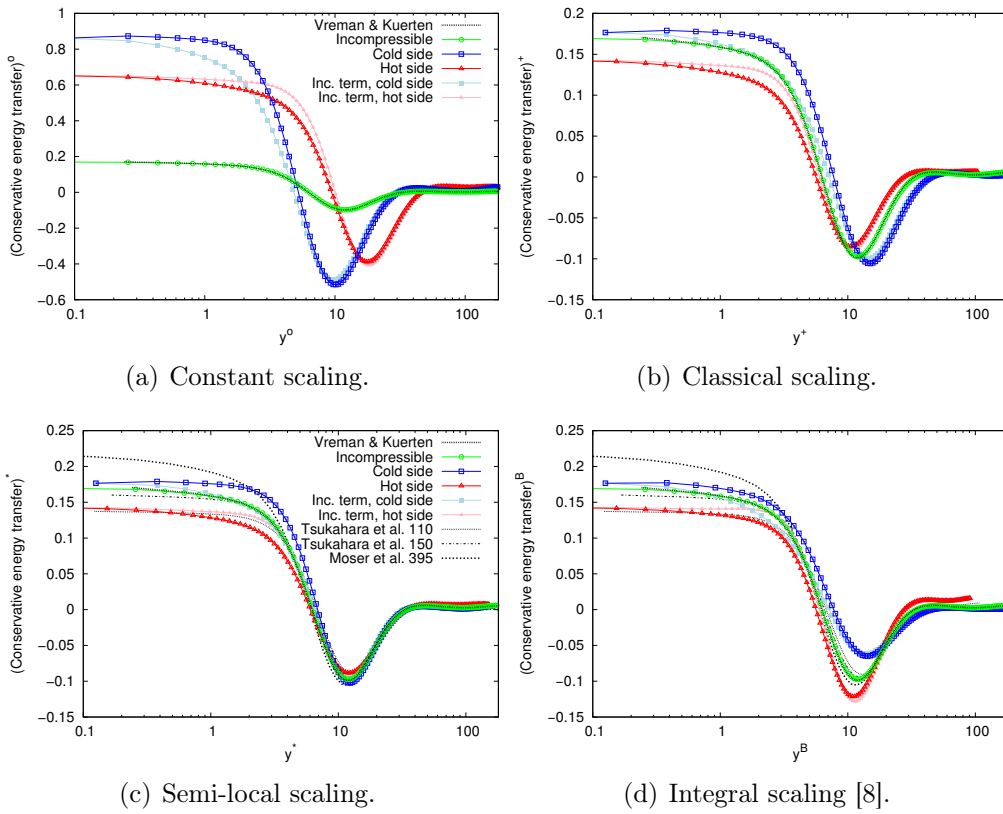 Vreman & Kuerten
Incompressible
Cold side
Hot side
Inc. term, cold side
Inc. term, hot side
(Conservative energy transfer)^o
1
0.8
0.6
0.4
0.2
0
−0.2
−0.4
−0.6
0.1 1 10 100
y^o
(a) Constant scaling.
(Conservative energy transfer)^+
0.2
0.15
0.1
0.05
0
−0.05
−0.1
−0.15
0.1 1 10 100
y^+
(b) Classical scaling.
Vreman & Kuerten
Incompressible
Cold side
Hot side
Inc. term, cold side
Inc. term, hot side
Tsukahara et al. 110
Tsukahara et al. 150
Moser et al. 395
(Conservative energy transfer)^*
0.25
0.2
0.15
0.1
0.05
0
−0.05
−0.1
−0.15
0.1 1 10 100
y^*
(c) Semi-local scaling.
(Conservative energy transfer)^B
0.25
0.2
0.15
0.1
0.05
0
−0.05
−0.1
−0.15
0.1 1 10 100
y^B
(d) Integral scaling [8].